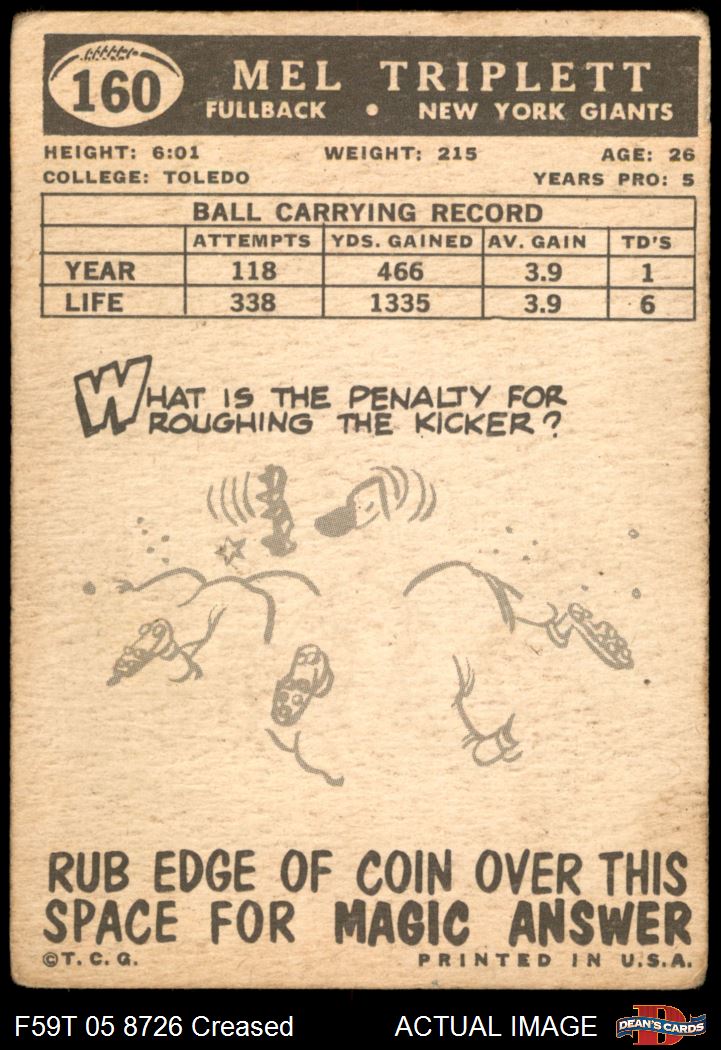 160
MEL TRIPLETT
FULLBACK • NEW YORK GIANTS
HEIGHT: 6:01 WEIGHT: 215 AGE: 26
COLLEGE: TOLEDO YEARS PRO: 5
BALL CARRYING RECORD
ATTEMPTS YDS. GAINED AV. GAIN TD'S
YEAR 118 466 3.9 1
LIFE 338 1335 3.9 6
WHAT IS THE PENALTY FOR
ROUGHING THE KICKER?
RUB EDGE OF COIN OVER THIS
SPACE FOR MAGIC ANSWER
©T.C.G. PRINTED IN U.S.A.
F59T 05 8726 Creased ACTUAL IMAGE D DEAN'S CARDS